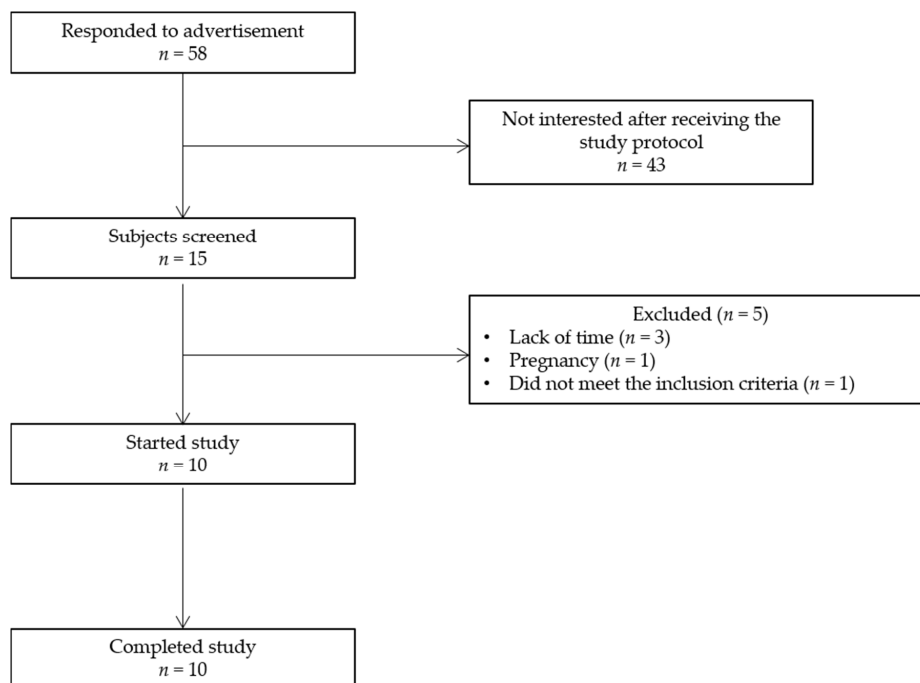 Responded to advertisement
n = 58
Not interested after receiving the
study protocol
n = 43
Subjects screened
n = 15
Excluded (n = 5)
• Lack of time (n = 3)
• Pregnancy (n = 1)
• Did not meet the inclusion criteria (n = 1)
Started study
n = 10
Completed study
n = 10